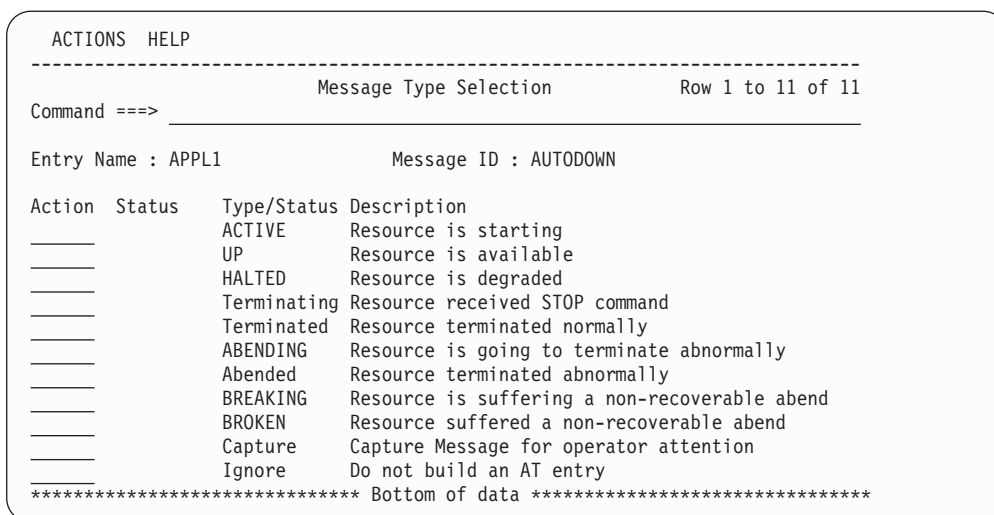 ACTIONS HELP
--------------------------------------------------------------------------------
Message Type Selection Row 1 to 11 of 11
Command ===>
Entry Name : APPL1 Message ID : AUTODOWN
Action Status Type/Status Description
ACTIVE Resource is starting
UP Resource is available
HALTED Resource is degraded
Terminating Resource received STOP command
Terminated Resource terminated normally
ABENDING Resource is going to terminate abnormally
Abended Resource terminated abnormally
BREAKING Resource is suffering a non-recoverable abend
BROKEN Resource suffered a non-recoverable abend
Capture Capture Message for operator attention
Ignore Do not build an AT entry
******************************* Bottom of data ********************************